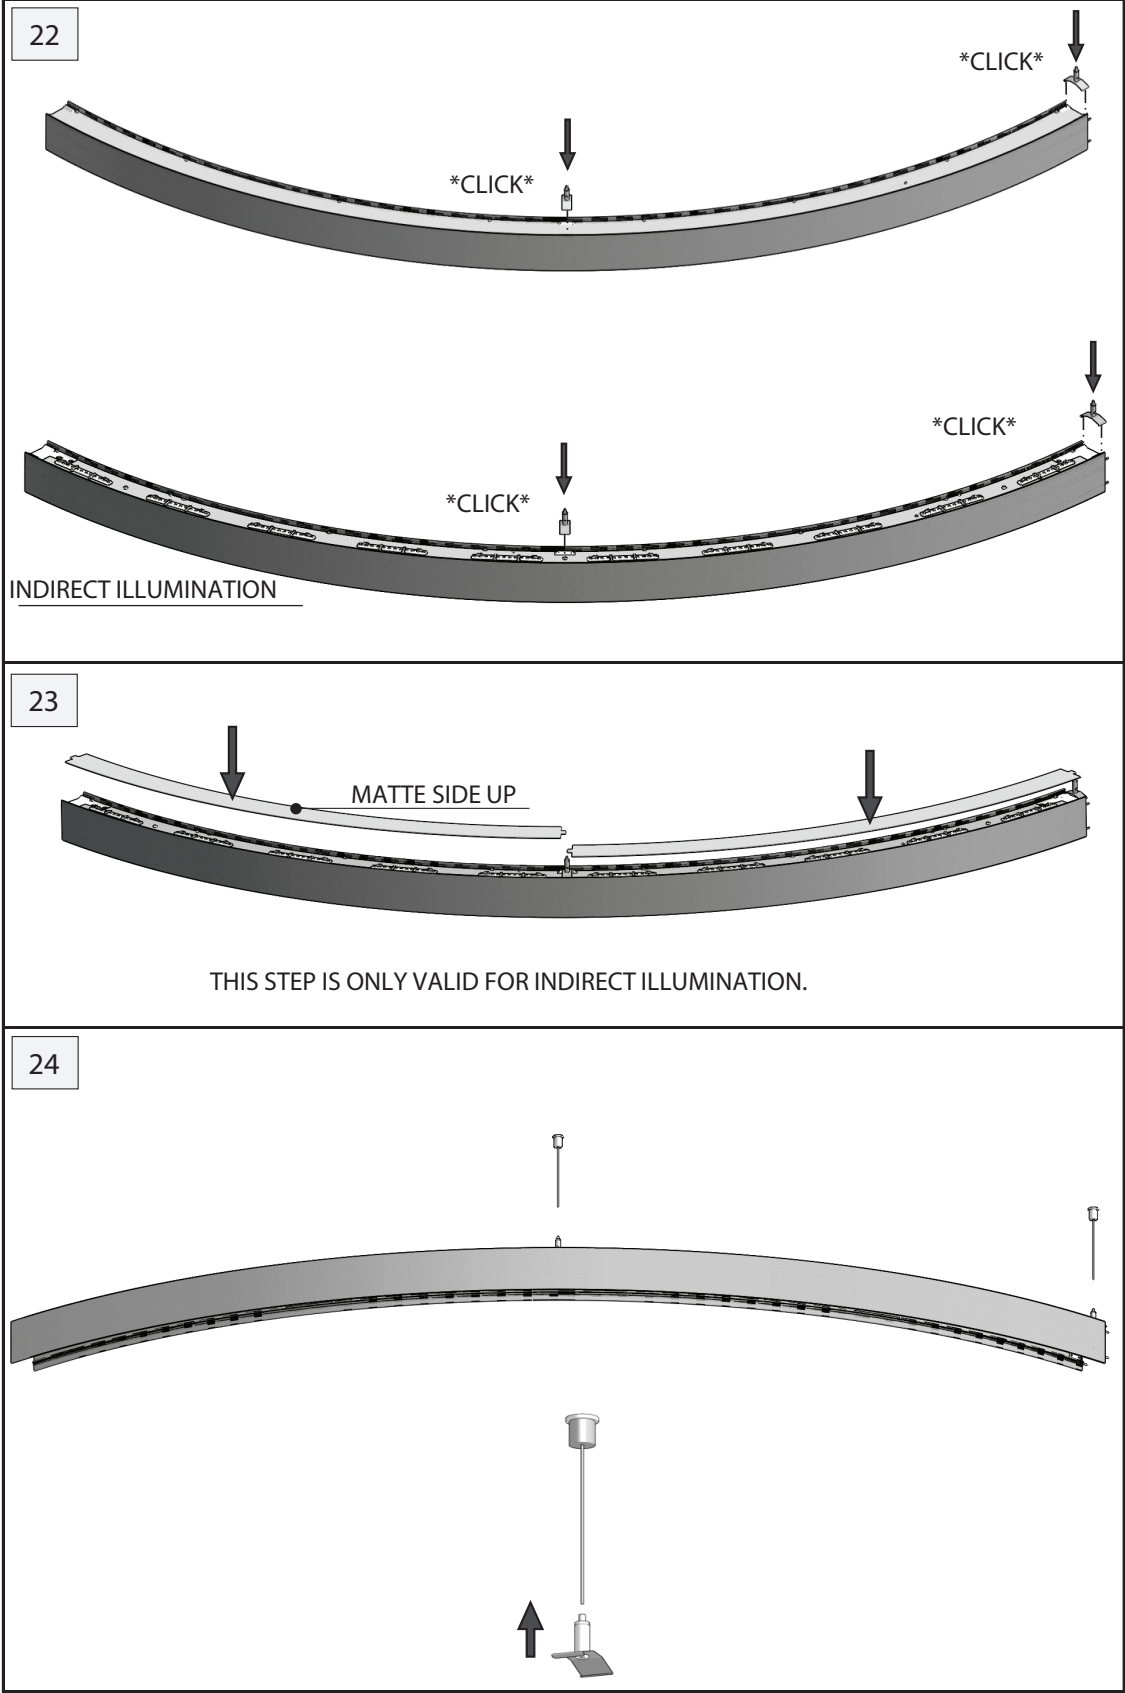 22
*CLICK*
*CLICK*
*CLICK*
*CLICK*
INDIRECT ILLUMINATION
23
MATTE SIDE UP
THIS STEP IS ONLY VALID FOR INDIRECT ILLUMINATION.
24